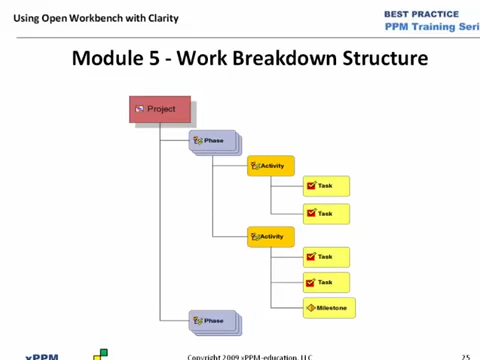 Using Open Workbench with Clarity
BEST PRACTICE
PPM Training Seri
Module 5 - Work Breakdown Structure
Project
Phase
Activity
Task
Task
Activity
Task
Task
Milestone
Phase
xPPM
Copyright 2009 xPPM-education, LLC
25